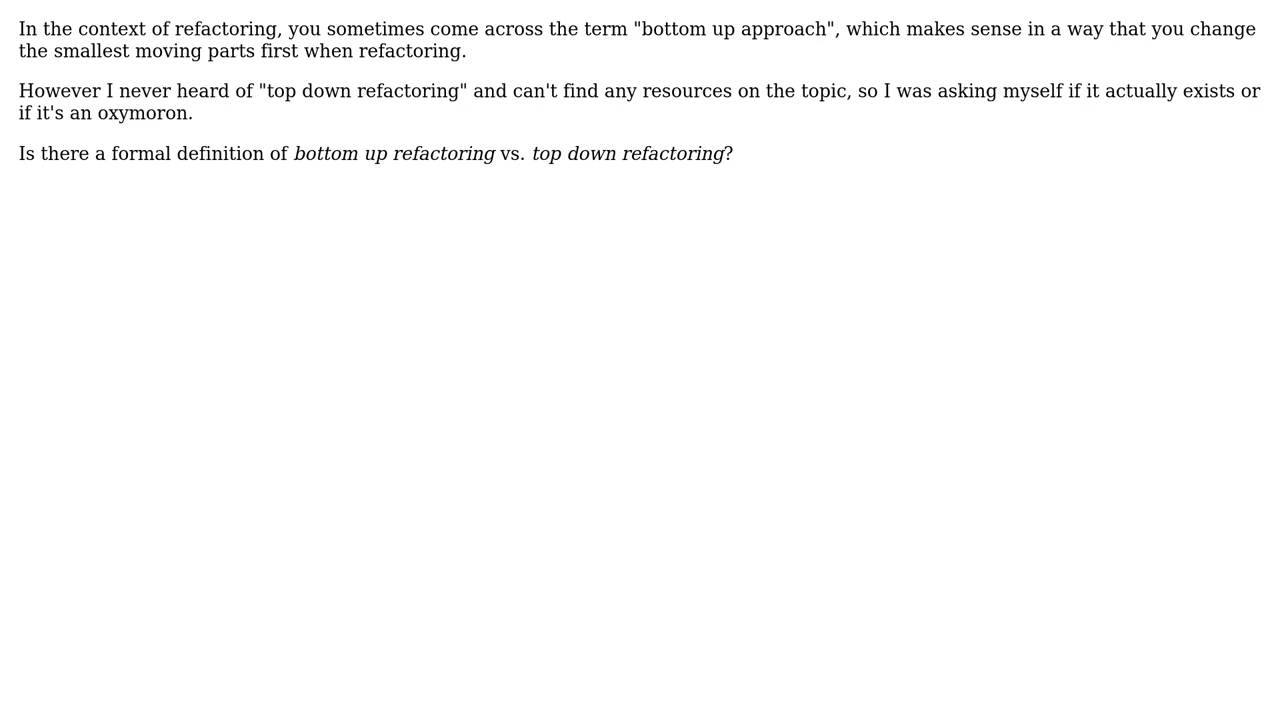 In the context of refactoring, you sometimes come across the term "bottom up approach", which makes sense in a way that you change
the smallest moving parts first when refactoring.
However I never heard of "top down refactoring" and can't find any resources on the topic, so I was asking myself if it actually exists or
if it's an oxymoron.
Is there a formal definition of bottom up refactoring vs. top down refactoring?